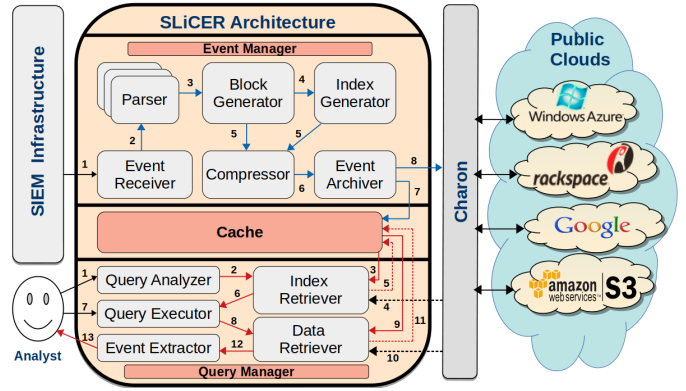 SLiCER Architecture
Event Manager
SIEM Infrastructure
Parser
Block
Generator
Index
Generator
3
4
2
5
5
1
Event
Receiver
Compressor
6
Event
Archiver
8
7
Cache
Charon
Public
Clouds
Windows Azure™
rackspace
Google
amazon
webservices™
S3
1
Query Analyzer
2
Index
Retriever
3
5
4
6
7
Query Executor
8
Data
Retriever
9
11
10
13
Event Extractor
12
Analyst
Query Manager